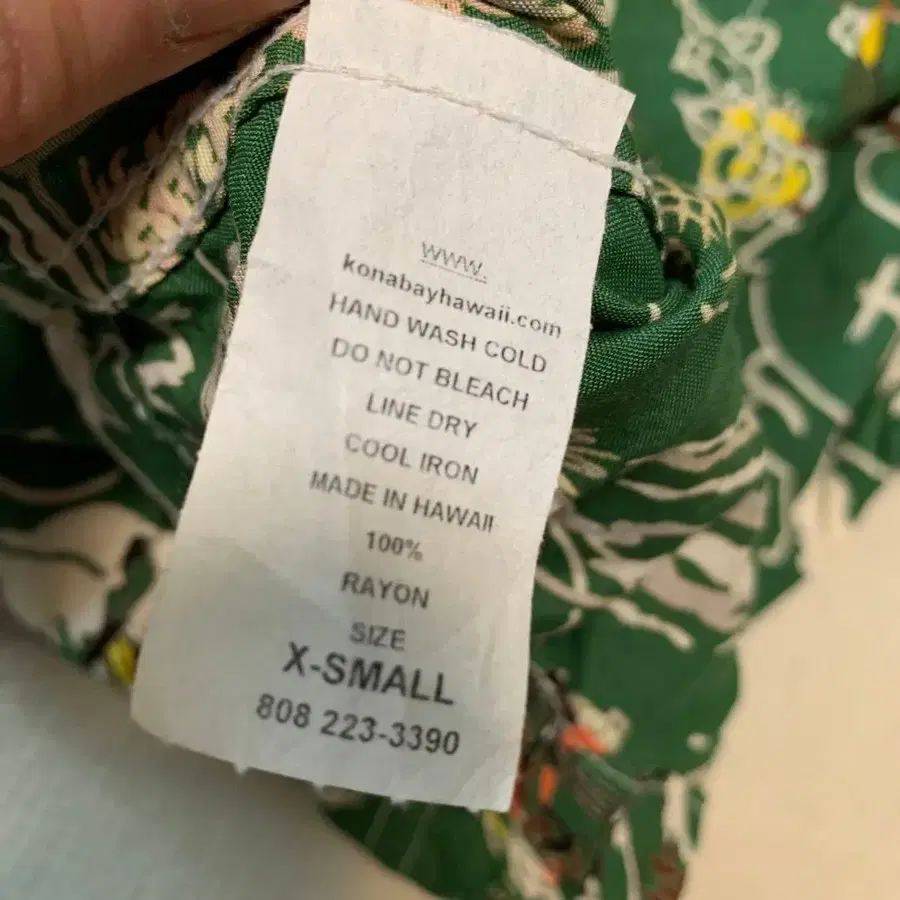 www.
konabayhawaii.com
HAND WASH COLD
DO NOT BLEACH
LINE DRY
COOL IRON
MADE IN HAWAII
100%
RAYON
SIZE
X-SMALL
808 223-3390